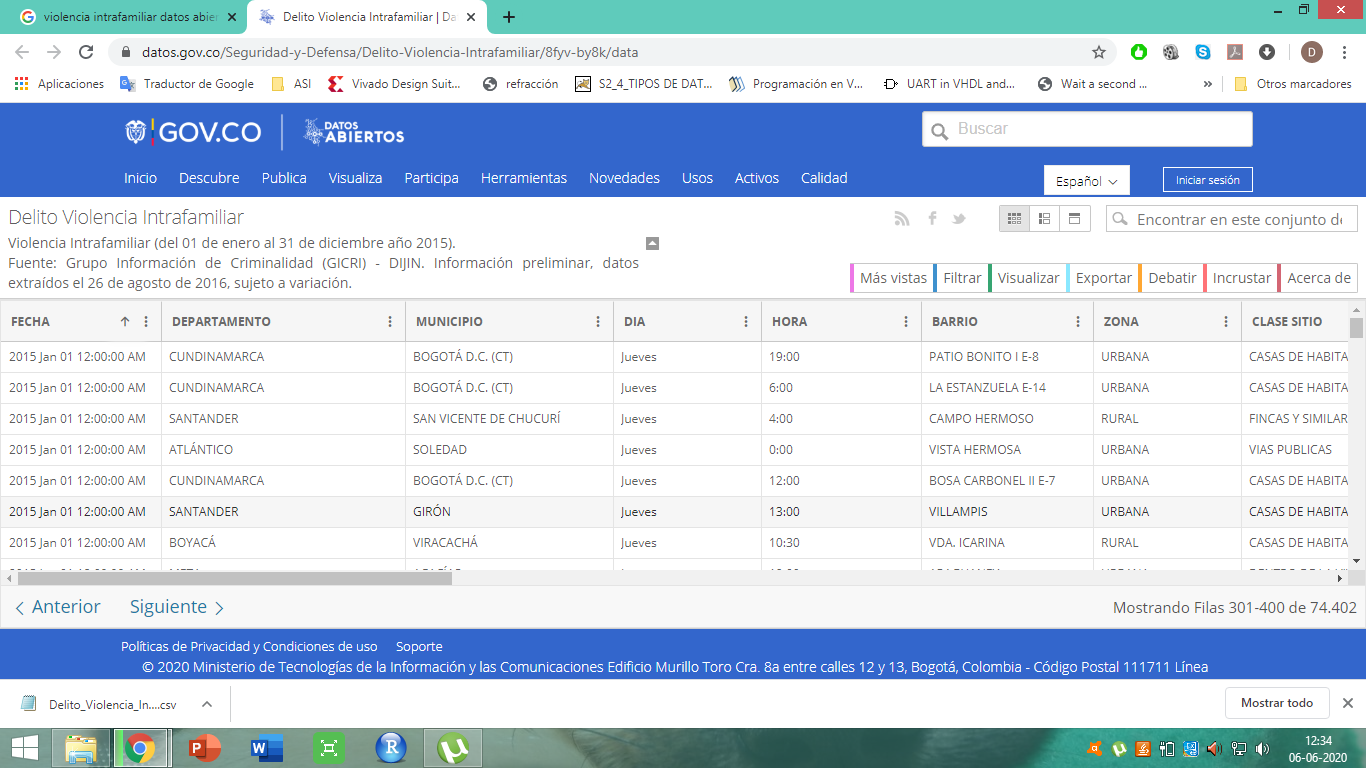 violencia intrafamiliar datos abier
Delito Violencia Intrafamiliar | Da
datos.gov.co/Seguridad-y-Defensa/Delito-Violencia-Intrafamiliar/8fyv-by8k/data
D
Aplicaciones Traductor de Google ASI Vivado Design Suit... refracción S2_4_TIPOS DE DAT... Programación en V... UART in VHDL and... Wait a second ... » Otros marcadores
GOV.CO DATOS ABIERTOS
Buscar
Inicio Descubre Publica Visualiza Participa Herramientas Novedades Usos Activos Calidad
Español Iniciar sesión
Delito Violencia Intrafamiliar
Encontrar en este conjunto de
Violencia Intrafamiliar (del 01 de enero al 31 de diciembre año 2015).
Fuente: Grupo Información de Criminalidad (GICRI) - DIJIN. Información preliminar, datos
extraídos el 26 de agosto de 2016, sujeto a variación.
Más vistas Filtrar Visualizar Exportar Debatir Incrustar Acerca de
FECHA DEPARTAMENTO MUNICIPIO DIA HORA BARRIO ZONA CLASE SITIO
2015 Jan 01 12:00:00 AM CUNDINAMARCA BOGOTÁ D.C. (CT) Jueves 19:00 PATIO BONITO I E-8 URBANA CASAS DE HABITA
2015 Jan 01 12:00:00 AM CUNDINAMARCA BOGOTÁ D.C. (CT) Jueves 6:00 LA ESTANZUELA E-14 URBANA CASAS DE HABITA
2015 Jan 01 12:00:00 AM SANTANDER SAN VICENTE DE CHUCURÍ Jueves 4:00 CAMPO HERMOSO RURAL FINCAS Y SIMILAR
2015 Jan 01 12:00:00 AM ATLÁNTICO SOLEDAD Jueves 0:00 VISTA HERMOSA URBANA VIAS PUBLICAS
2015 Jan 01 12:00:00 AM CUNDINAMARCA BOGOTÁ D.C. (CT) Jueves 12:00 BOSA CARBONEL II E-7 URBANA CASAS DE HABITA
2015 Jan 01 12:00:00 AM SANTANDER GIRÓN Jueves 13:00 VILLAMPIS URBANA CASAS DE HABITA
2015 Jan 01 12:00:00 AM BOYACÁ VIRACACHÁ Jueves 10:30 VDA. ICARINA RURAL CASAS DE HABITA
Anterior Siguiente Mostrando Filas 301-400 de 74.402
Políticas de Privacidad y Condiciones de uso Soporte
© 2020 Ministerio de Tecnologías de la Información y las Comunicaciones Edificio Murillo Toro Cra. 8a entre calles 12 y 13, Bogotá, Colombia - Código Postal 111711 Línea
Delito_Violencia_In....csv Mostrar todo
12:34
06-06-2020